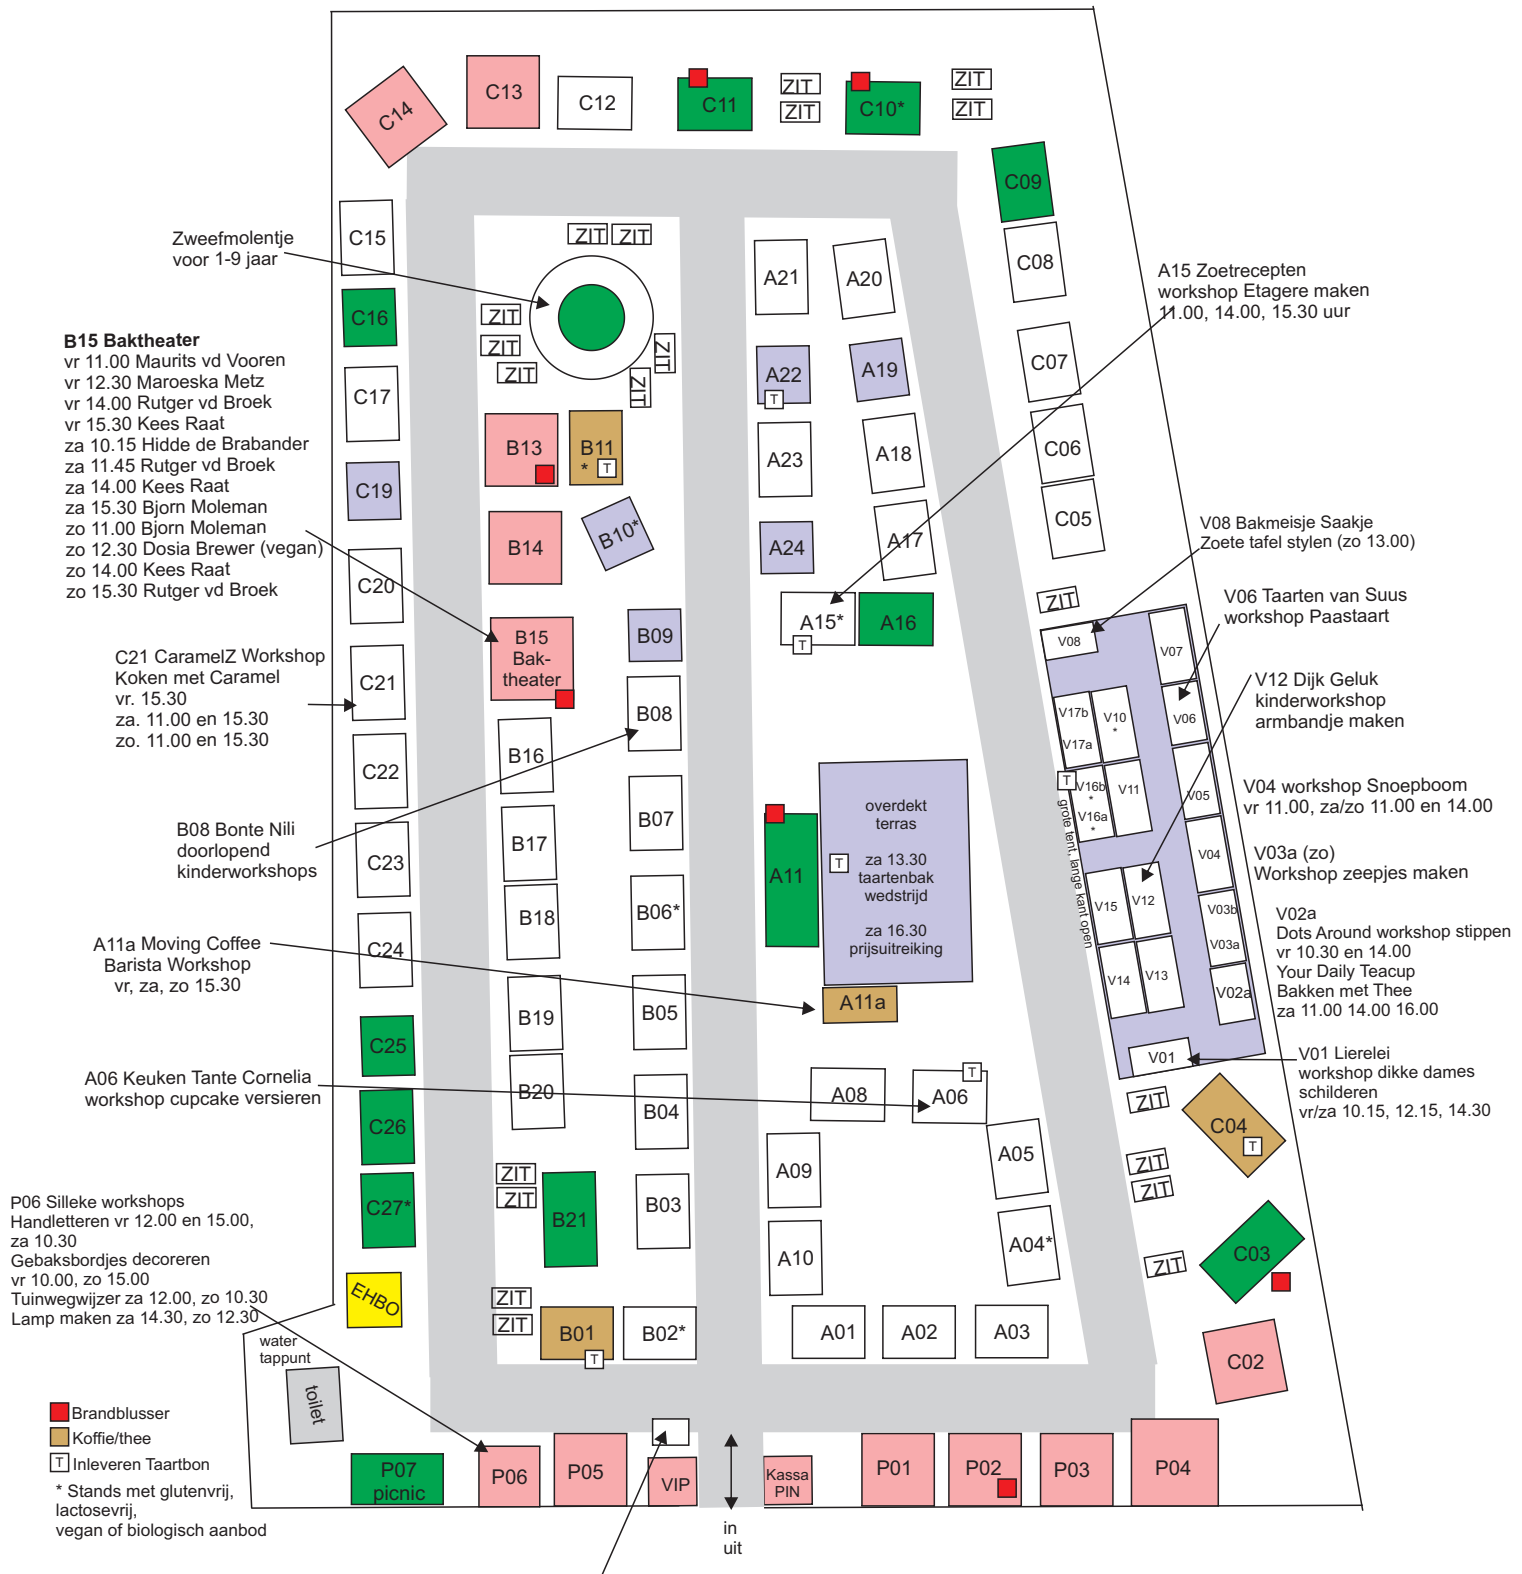 C14
C13
C12
C11
ZIT
ZIT
C10*
ZIT
ZIT
C09
C15
Zweefmolentje
voor 1-9 jaar
ZIT
ZIT
A21
A20
C08
A15 Zoetrecepten
workshop Etagere maken
11.00, 14.00, 15.30 uur
C16
ZIT
ZIT
ZIT
ZIT
ZIT
B15 Baktheater
vr 11.00 Maurits vd Vooren
vr 12.30 Maroeska Metz
vr 14.00 Rutger vd Broek
vr 15.30 Kees Raat
za 10.15 Hidde de Brabander
za 11.45 Rutger vd Broek
za 14.00 Kees Raat
za 15.30 Bjorn Moleman
zo 11.00 Bjorn Moleman
zo 12.30 Dosia Brewer (vegan)
zo 14.00 Kees Raat
zo 15.30 Rutger vd Broek
C17
A22
T
A19
C07
B13
B11
*
T
A23
A18
C06
C19
B14
B10*
A24
A17
C05
V08 Bakmeisje Saakje
Zoete tafel stylen (zo 13.00)
C20
ZIT
A15*
T
A16
B15
Bak-
theater
B09
V08
V07
V06 Taarten van Suus
workshop Paastaart
C21 CaramelZ Workshop
Koken met Caramel
vr. 15.30
za. 11.00 en 15.30
zo. 11.00 en 15.30
C21
B08
V17b
V17a
V10
*
V06
V12 Dijk Geluk
kinderworkshop
armbandje maken
C22
B16
T
V16b
*
V16a
*
V11
V05
V04 workshop Snoepboom
vr 11.00, za/zo 11.00 en 14.00
B08 Bonte Nili
doorlopend
kinderworkshops
C23
B17
B07
A11
overdekt
terras
T
za 13.30
taartenbak
wedstrijd
za 16.30
prijsuitreiking
grote tent, lange kant open
V04
V03a (zo)
Workshop zeepjes maken
V15
V12
V03b
V03a
V02a
Dots Around workshop stippen
vr 10.30 en 14.00
Your Daily Teacup
Bakken met Thee
za 11.00 14.00 16.00
C24
B18
B06*
A11a Moving Coffee
Barista Workshop
vr, za, zo 15.30
V14
V13
V02a
A11a
C25
B19
B05
V01
V01 Lierelei
workshop dikke dames
schilderen
vr/za 10.15, 12.15, 14.30
A06 Keuken Tante Cornelia
workshop cupcake versieren
C26
B20
B04
A08
T
A06
ZIT
C04
T
A09
A05
ZIT
ZIT
P06 Silleke workshops
Handletteren vr 12.00 en 15.00,
za 10.30
Gebaksbordjes decoreren
vr 10.00, zo 15.00
Tuinwegwijzer za 12.00, zo 10.30
Lamp maken za 14.30, zo 12.30
C27*
ZIT
ZIT
B21
B03
A10
A04*
ZIT
C03
EHBO
ZIT
ZIT
B01
T
B02*
A01
A02
A03
C02
water
tappunt
toilet
Brandblusser
Koffie/thee
T Inleveren Taartbon
* Stands met glutenvrij,
lactosevrij,
vegan of biologisch aanbod
P07
picnic
P06
P05
VIP
Kassa
PIN
P01
P02
P03
P04
in
uit